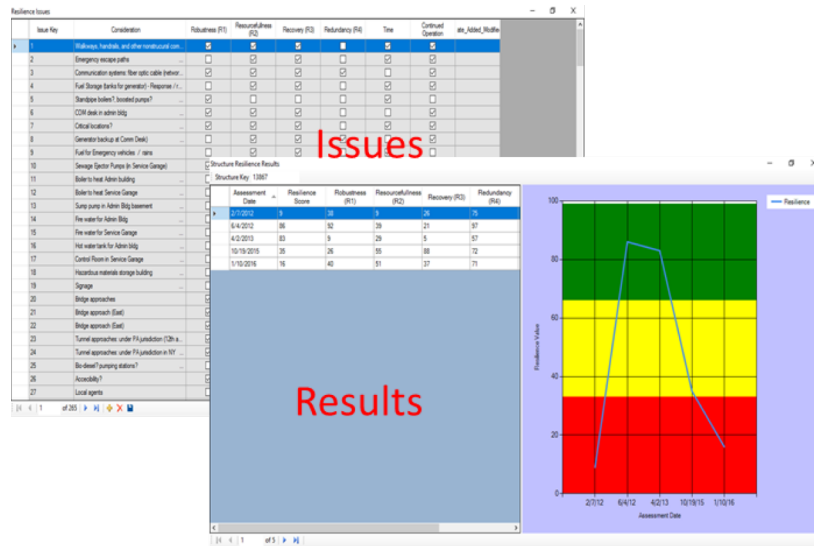 Resilience Issues
Issue Key Consideration Robustness (R1) Resourcefullness (R2) Recovery (R3) Redundancy (R4) Time Continued Operation ate_Added_Modifie
1 Walkways, handrails, and other nonstructural com...
2 Emergency escape paths ...
3 Communication systems: fiber optic cable (networ...
4 Fuel Storage (tanks for generator) - Response / r...
5 Standpipe boilers?, boosted pumps? ...
6 COM desk in admin bldg ...
7 Critical locations? ...
8 Generator backup at Comm Desk) ...
9 Fuel for Emergency vehicles / rains
10 Sewage Ejector Pumps (in Service Garage) ...
11 Boiler to heat Admin building ...
12 Boiler to heat Service Garage ...
13 Sump pump in Admin Bldg basement ...
14 Fire water for Admin Bldg ...
15 Fire water for Service Garage ...
16 Hot water tank for Admin bldg ...
17 Control Room in Service Garage ...
18 Hazardous materials storage building ...
19 Signage ...
20 Bridge approaches
21 Bridge approach (East)
22 Bridge approach (East)
23 Tunnel approaches: under PA jurisdiction (12th a...
24 Tunnel approaches: under PA jurisdiction in NY ...
25 Bio-diesel? pumping stations? ...
26 Accesibility?
27 Local agents
1 of 265
Issues
Structure Resilience Results
Structure Key: 13867
Assessment Date Resilience Score Robustness (R1) Resourcefullness (R2) Recovery (R3) Redundancy (R4)
2/7/2012 9 30 9 26 75
6/4/2012 86 92 39 21 97
4/2/2013 83 9 29 5 57
10/19/2015 35 26 55 88 72
1/10/2016 16 40 51 37 71
Results
1 of 5
Resilience
Resilience Value
100
80
60
40
20
0
2/7/12 6/4/12 4/2/13 10/19/15 1/10/16
Assessment Date